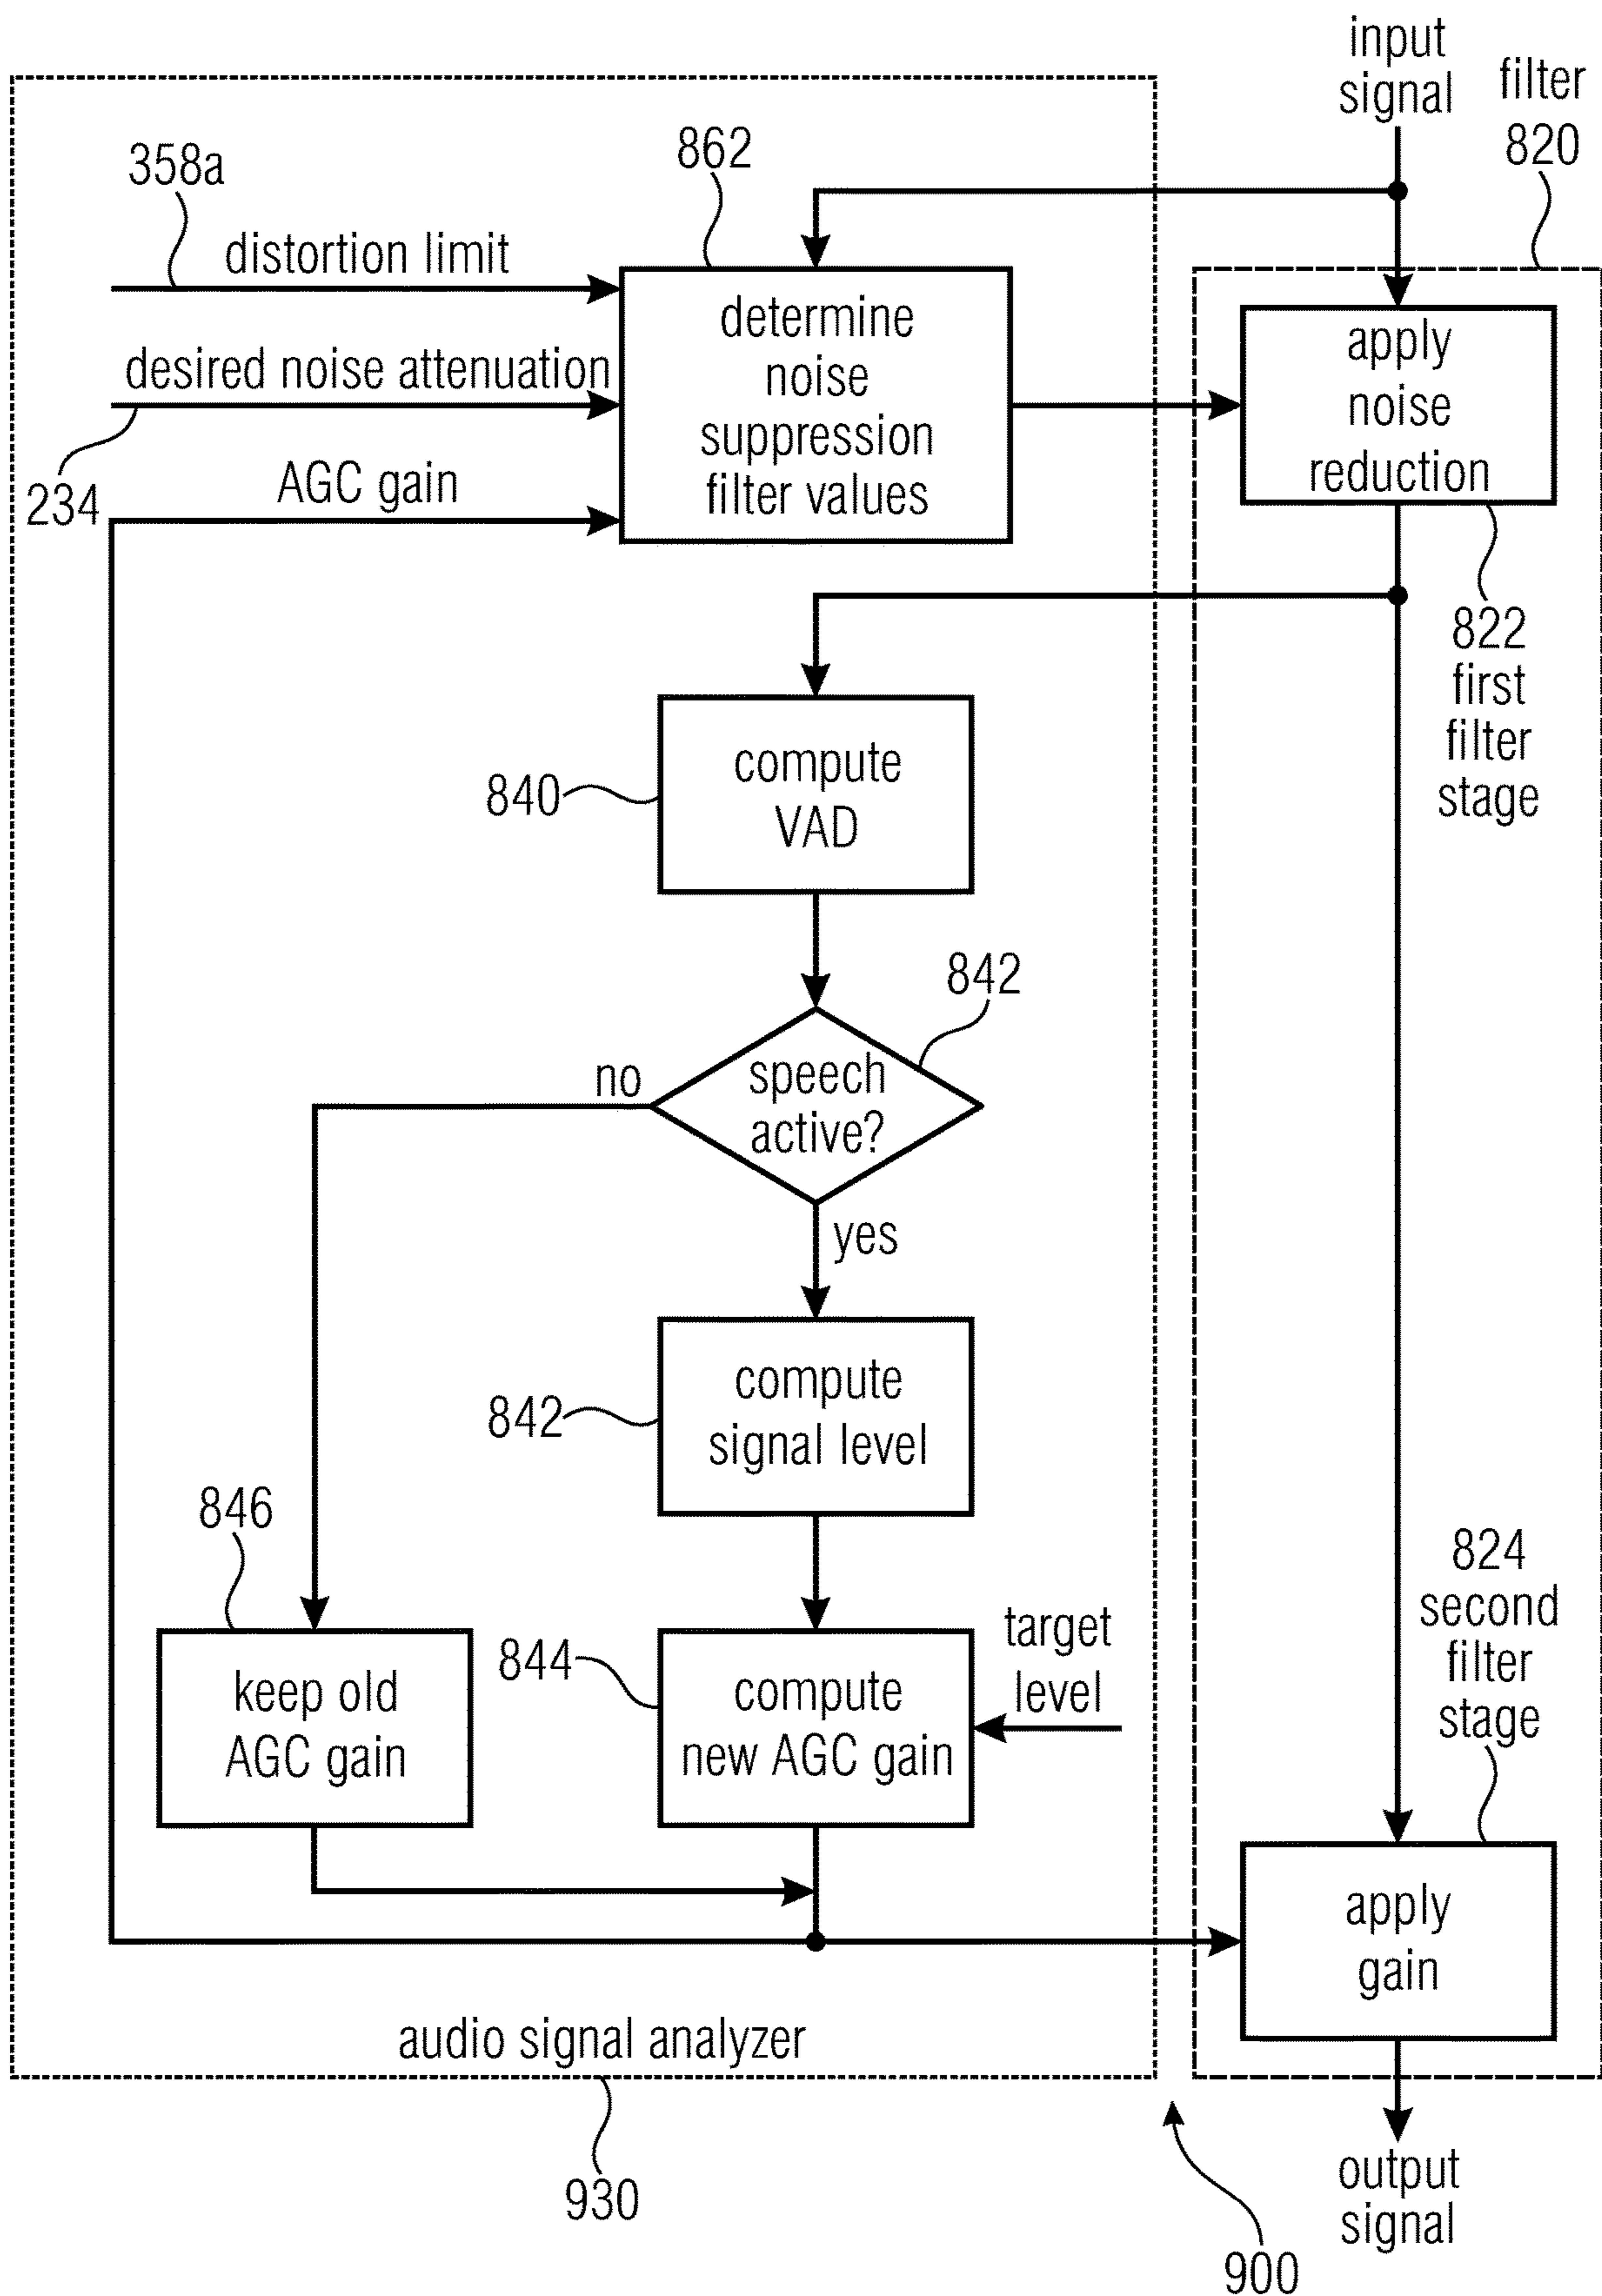 input
signal
filter
820
358a
862
distortion limit
determine
noise
suppression
filter values
apply
noise
reduction
desired noise attenuation
234
AGC gain
822
first
filter
stage
compute
VAD
840
842
no
speech
active?
yes
compute
signal level
842
846
824
second
filter
stage
keep old
AGC gain
844
compute
new AGC gain
target
level
apply
gain
audio signal analyzer
930
output
signal
900